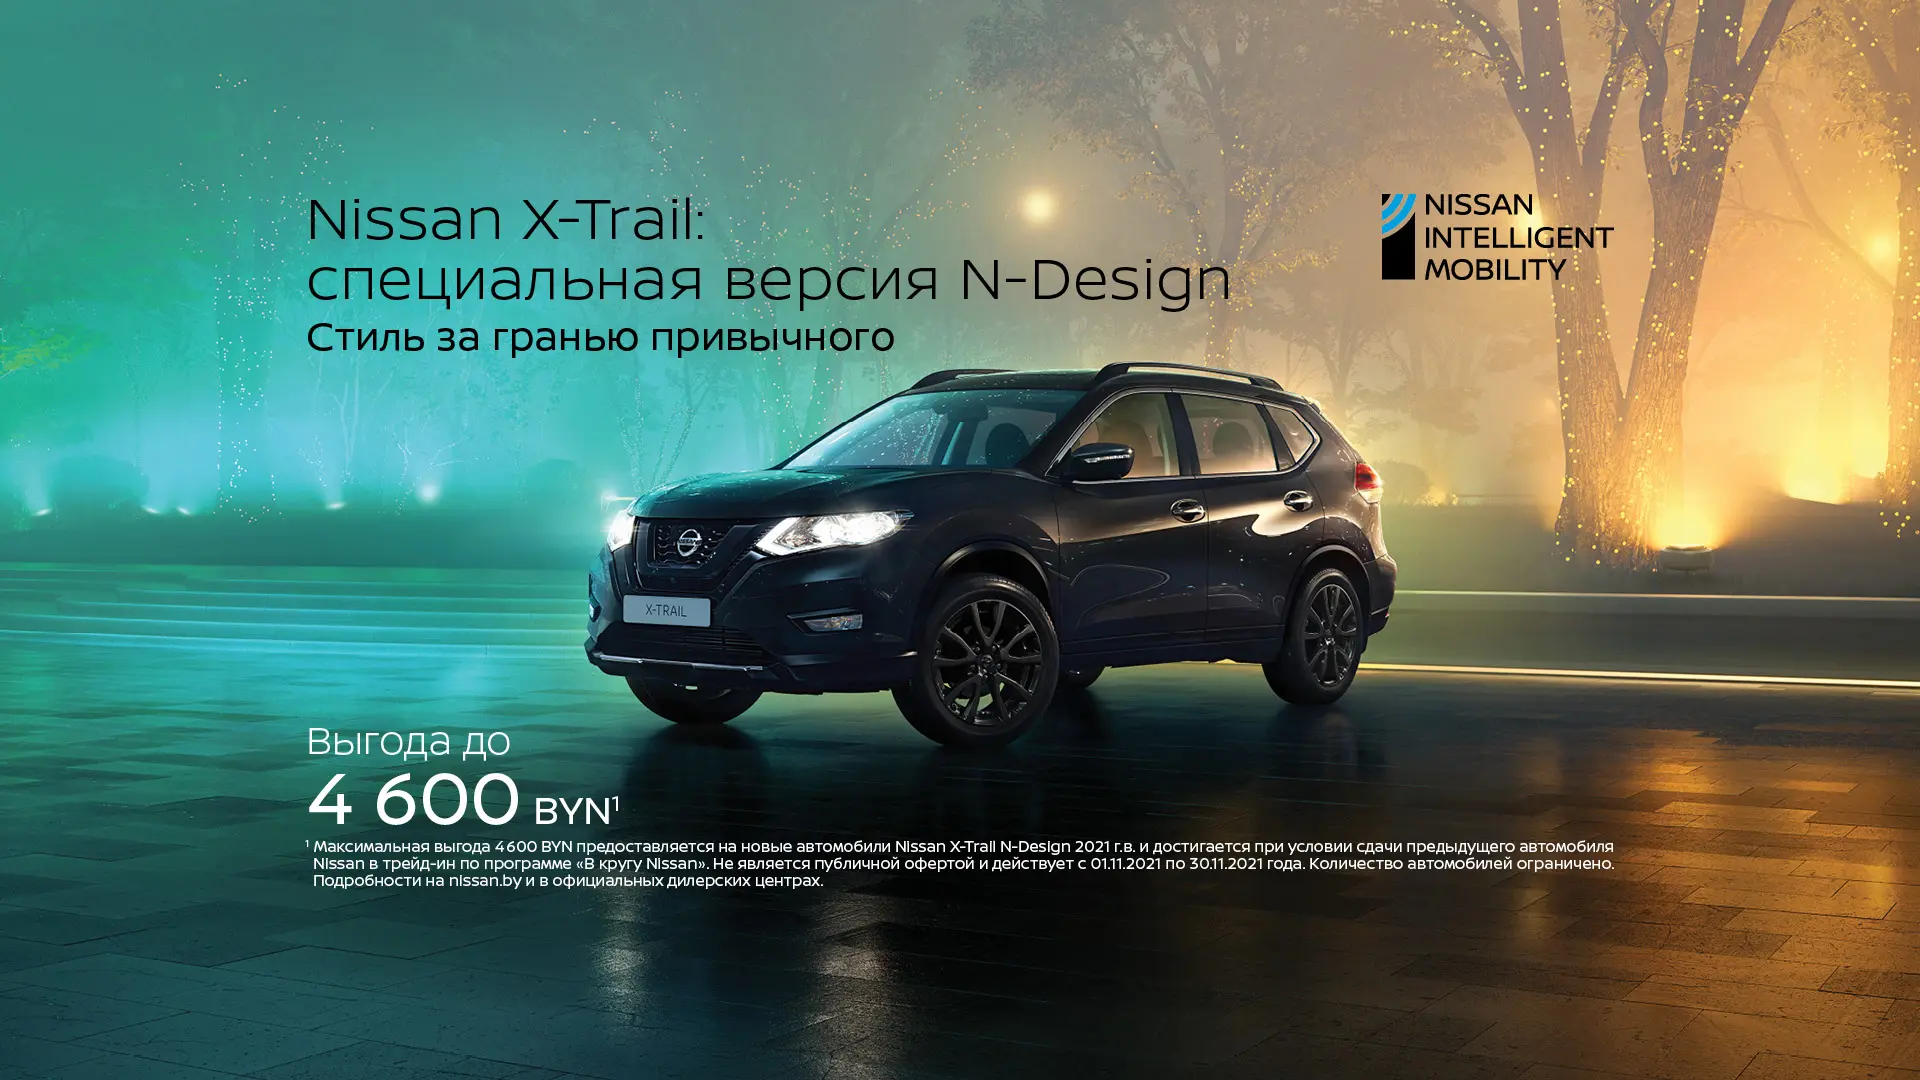 Nissan X-Trail:
специальная версия N-Design
Стиль за гранью привычного
NISSAN
INTELLIGENT
MOBILITY
NISSAN
X-TRAIL
Выгода до
4 600 BYN¹
¹ Максимальная выгода 4 600 BYN предоставляется на новые автомобили Nissan X-Trail N-Design 2021 г.в. и достигается при условии сдачи предыдущего автомобиля
Nissan в трейд-ин по программе «В кругу Nissan». Не является публичной офертой и действует с 01.11.2021 по 30.11.2021 года. Количество автомобилей ограничено.
Подробности на nissan.by и в официальных дилерских центрах.